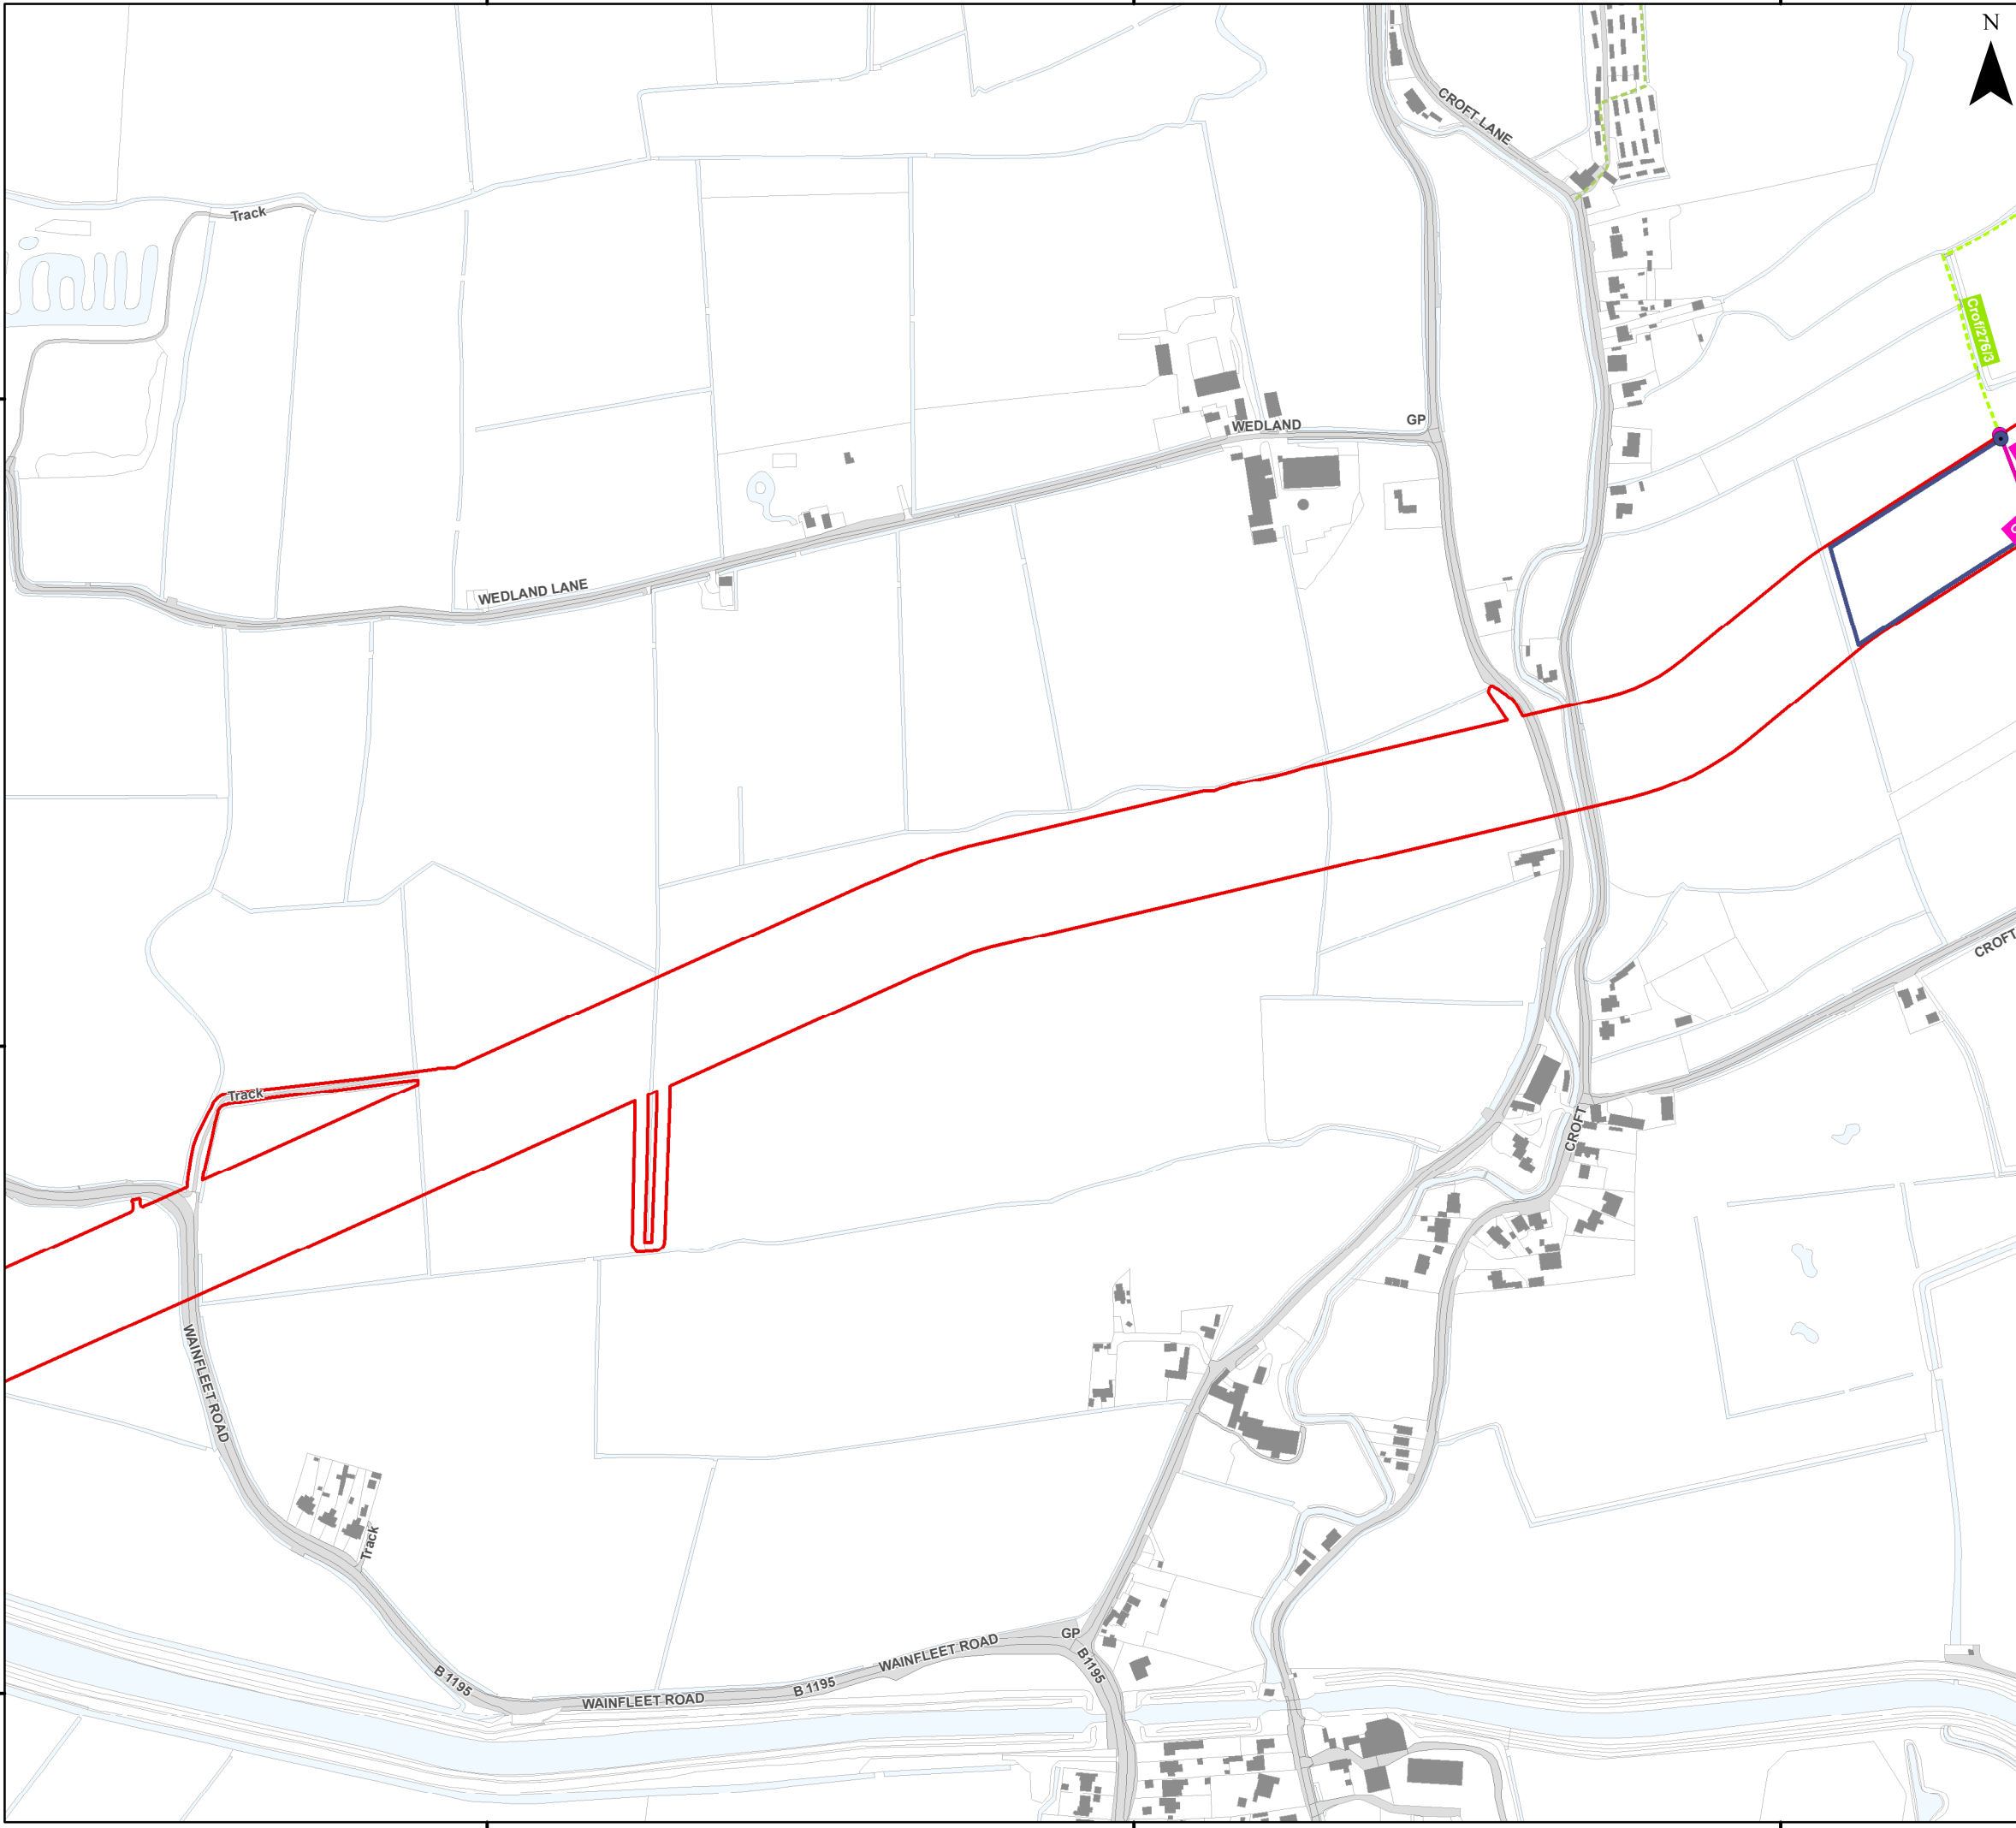 N
CROFT LANE
Track
Crof/276/3
GP
WEDLAND
WEDLAND LANE
CROFT
Track
CROFT
WAINFLEET ROAD
Track
GP
WAINFLEET ROAD
B 1195
B 1195
B 1195
WAINFLEET ROAD